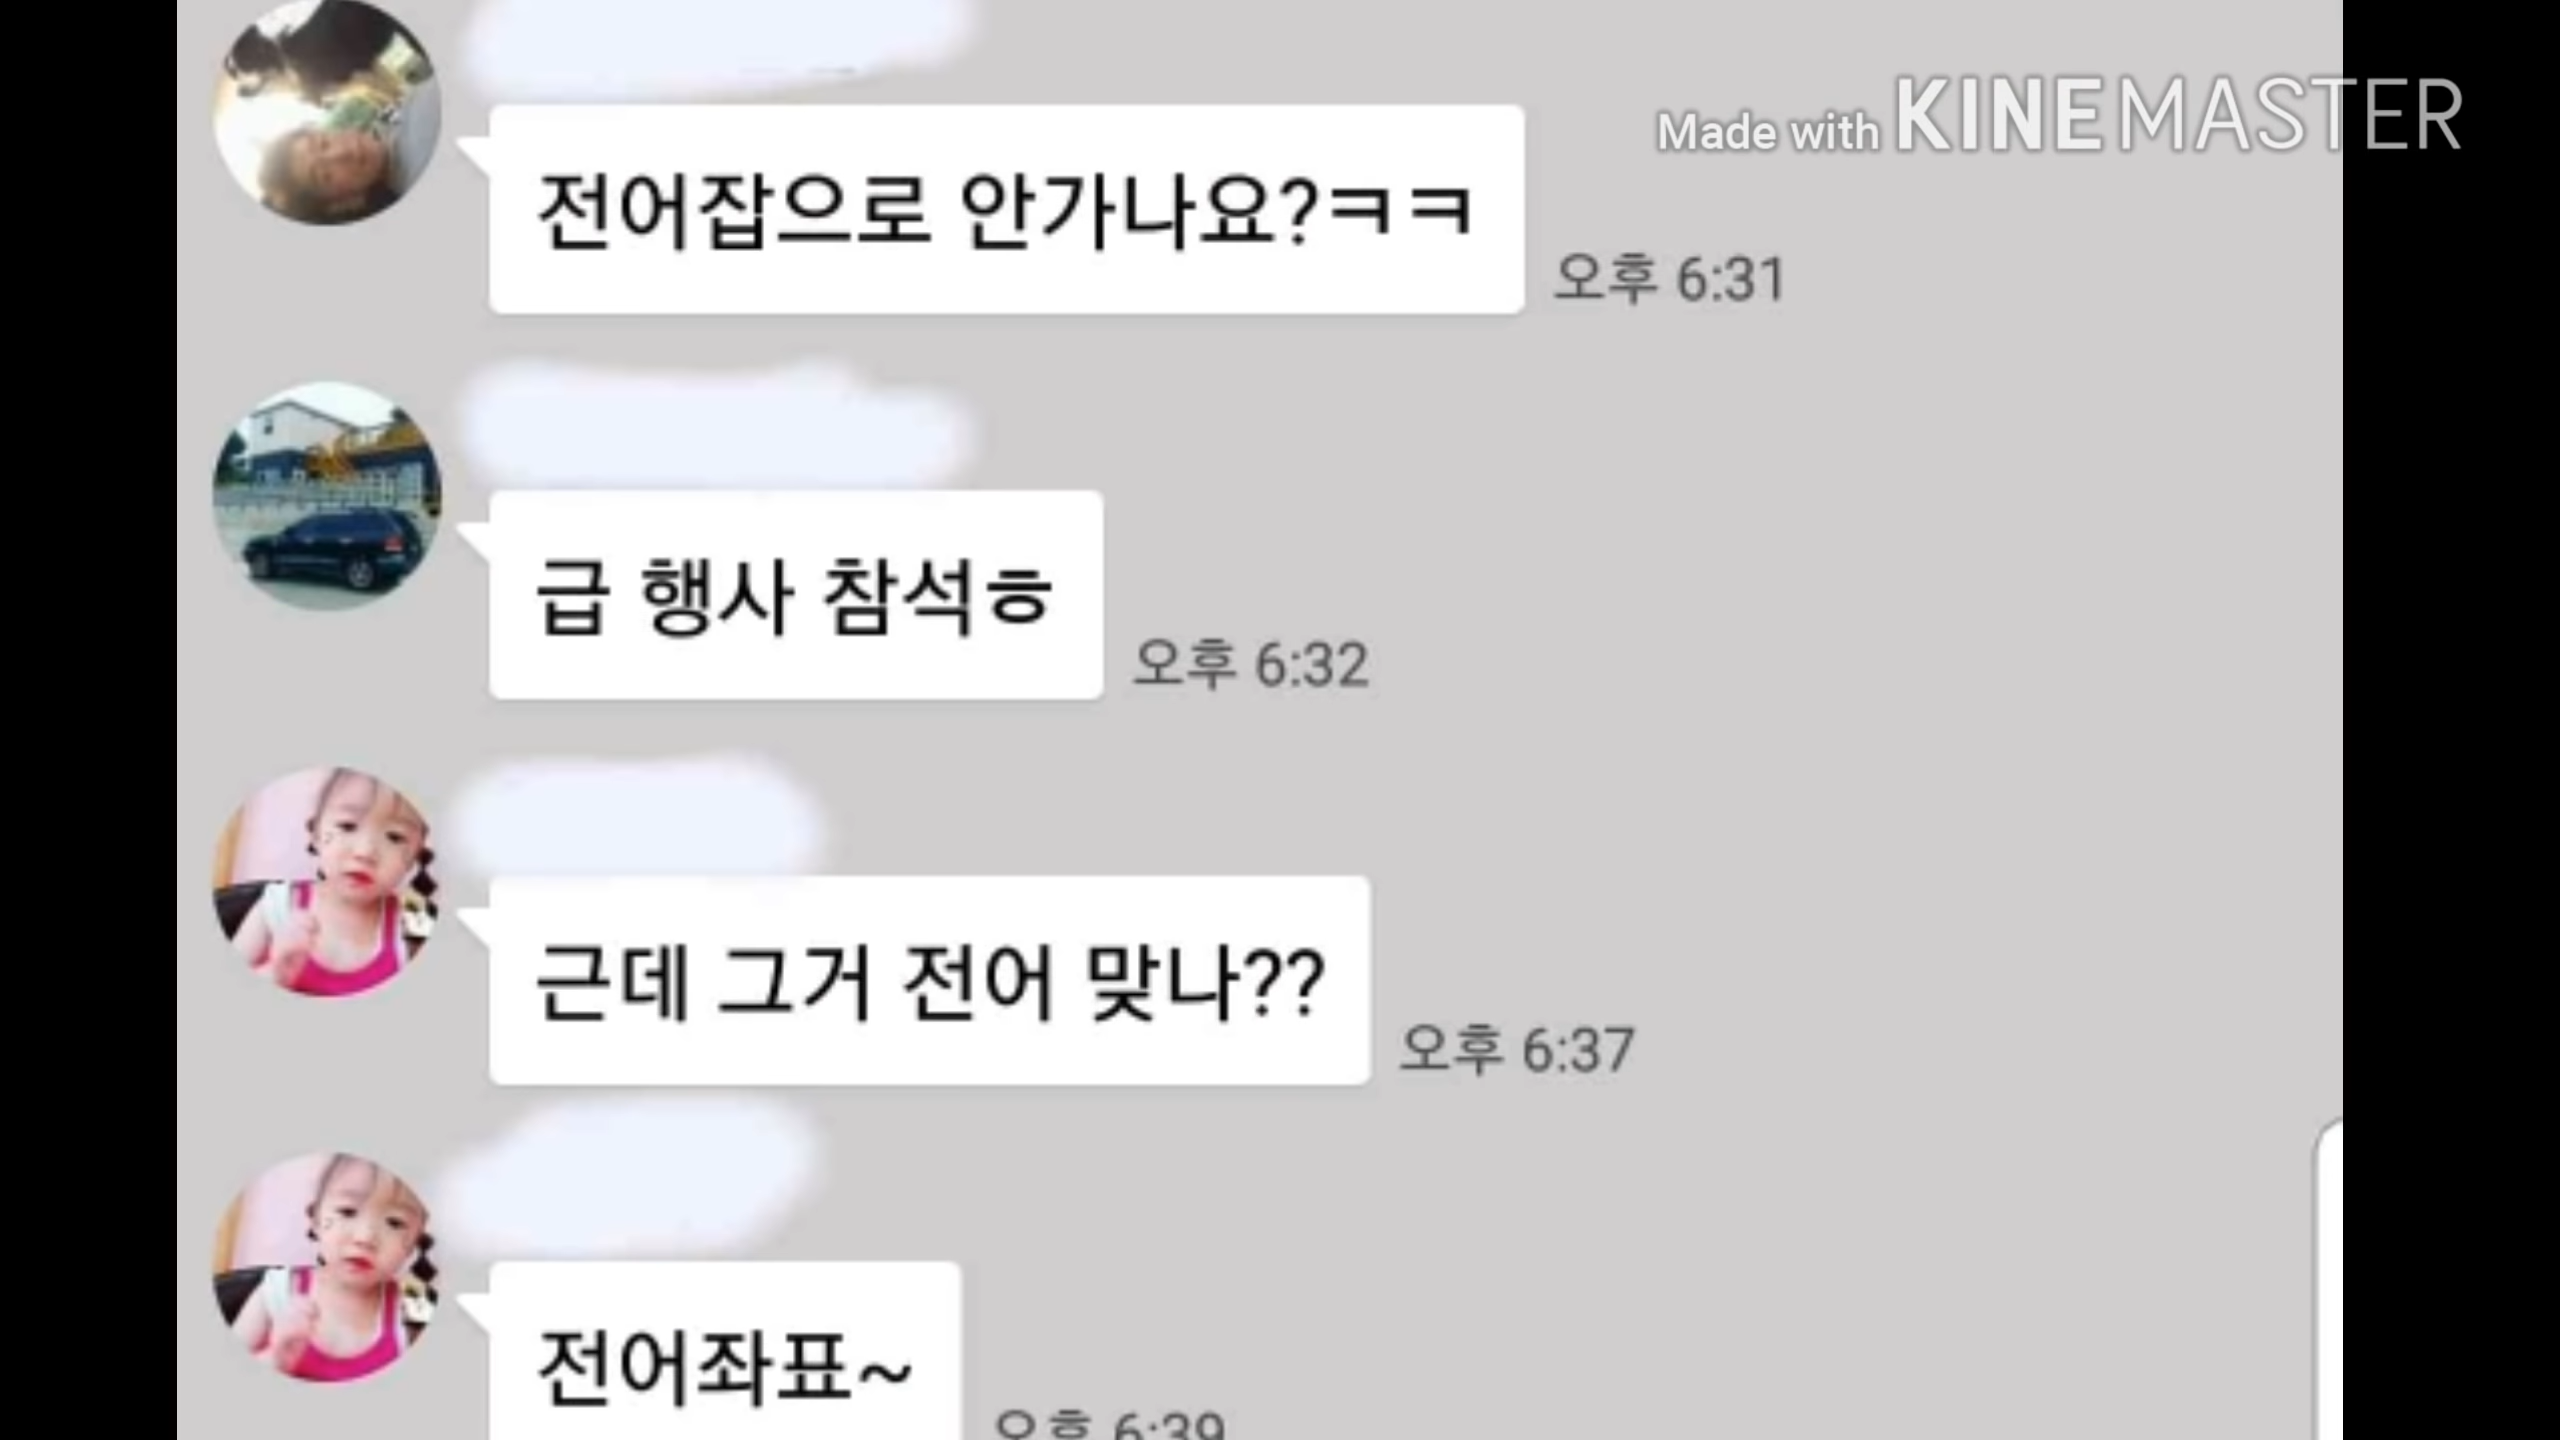 Made with KINEMASTER
전어잡으로 안가나요?ㅋㅋ
오후 6:31
급 행사 참석ㅎ
오후 6:32
근데 그거 전어 맞나??
오후 6:37
전어좌표~
오후 6:39